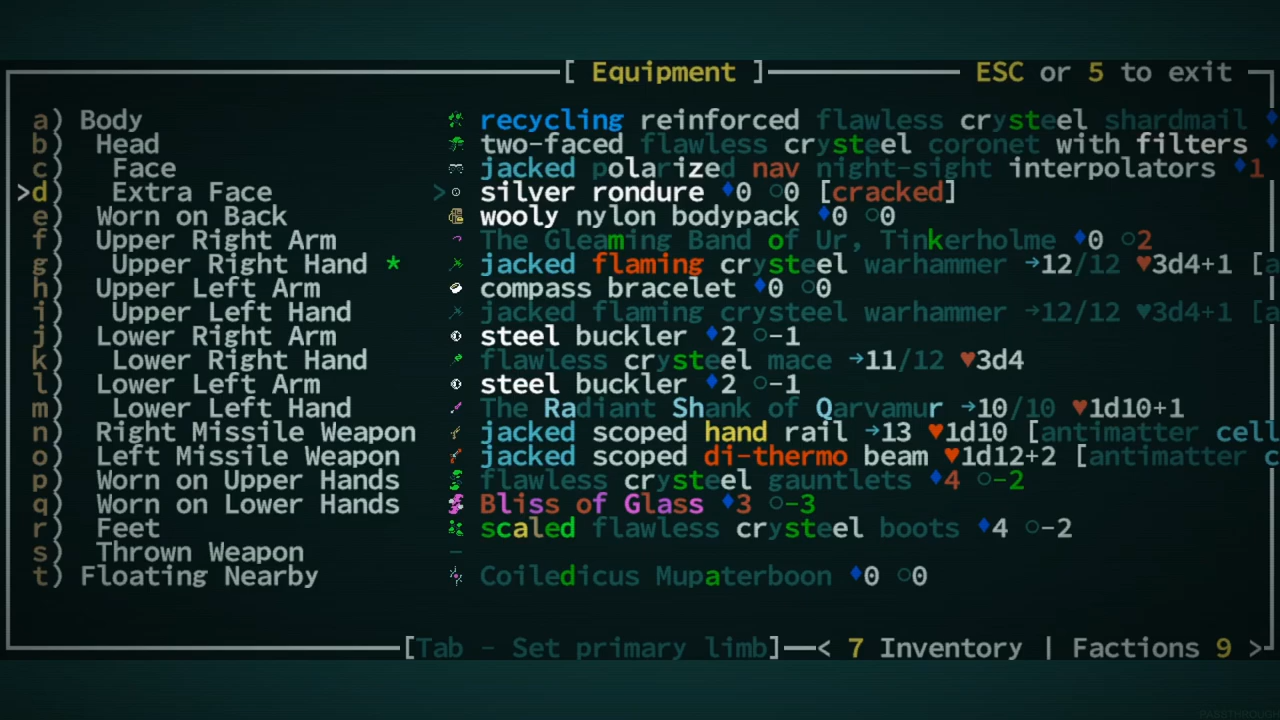 [ Equipment ] ESC or 5 to exit
a) Body recycling reinforced flawless crysteel shardmail
b) Head two-faced flawless crysteel coronet with filters
c) Face jacked polarized nav night-sight interpolators ♦1
>d) Extra Face > silver rondure ♦0 ○0 [cracked]
e) Worn on Back wooly nylon bodypack ♦0 ○0
f) Upper Right Arm The Gleaming Band of Ur, Tinkerholme ♦0 ○2
g) Upper Right Hand * jacked flaming crysteel warhammer →12/12 ♥3d4+1 [a
h) Upper Left Arm compass bracelet ♦0 ○0
i) Upper Left Hand jacked flaming crysteel warhammer →12/12 ♥3d4+1 [a
j) Lower Right Arm steel buckler ♦2 ○-1
k) Lower Right Hand flawless crysteel mace →11/12 ♥3d4
l) Lower Left Arm steel buckler ♦2 ○-1
m) Lower Left Hand The Radiant Shank of Qarvamur →10/10 ♥1d10+1
n) Right Missile Weapon jacked scoped hand rail →13 ♥1d10 [antimatter cell
o) Left Missile Weapon jacked scoped di-thermo beam ♥1d12+2 [antimatter c
p) Worn on Upper Hands flawless crysteel gauntlets ♦4 ○-2
q) Worn on Lower Hands Bliss of Glass ♦3 ○-3
r) Feet scaled flawless crysteel boots ♦4 ○-2
s) Thrown Weapon -
t) Floating Nearby Coiledicus Mupaterboon ♦0 ○0
[Tab - Set primary limb] < 7 Inventory | Factions 9 >